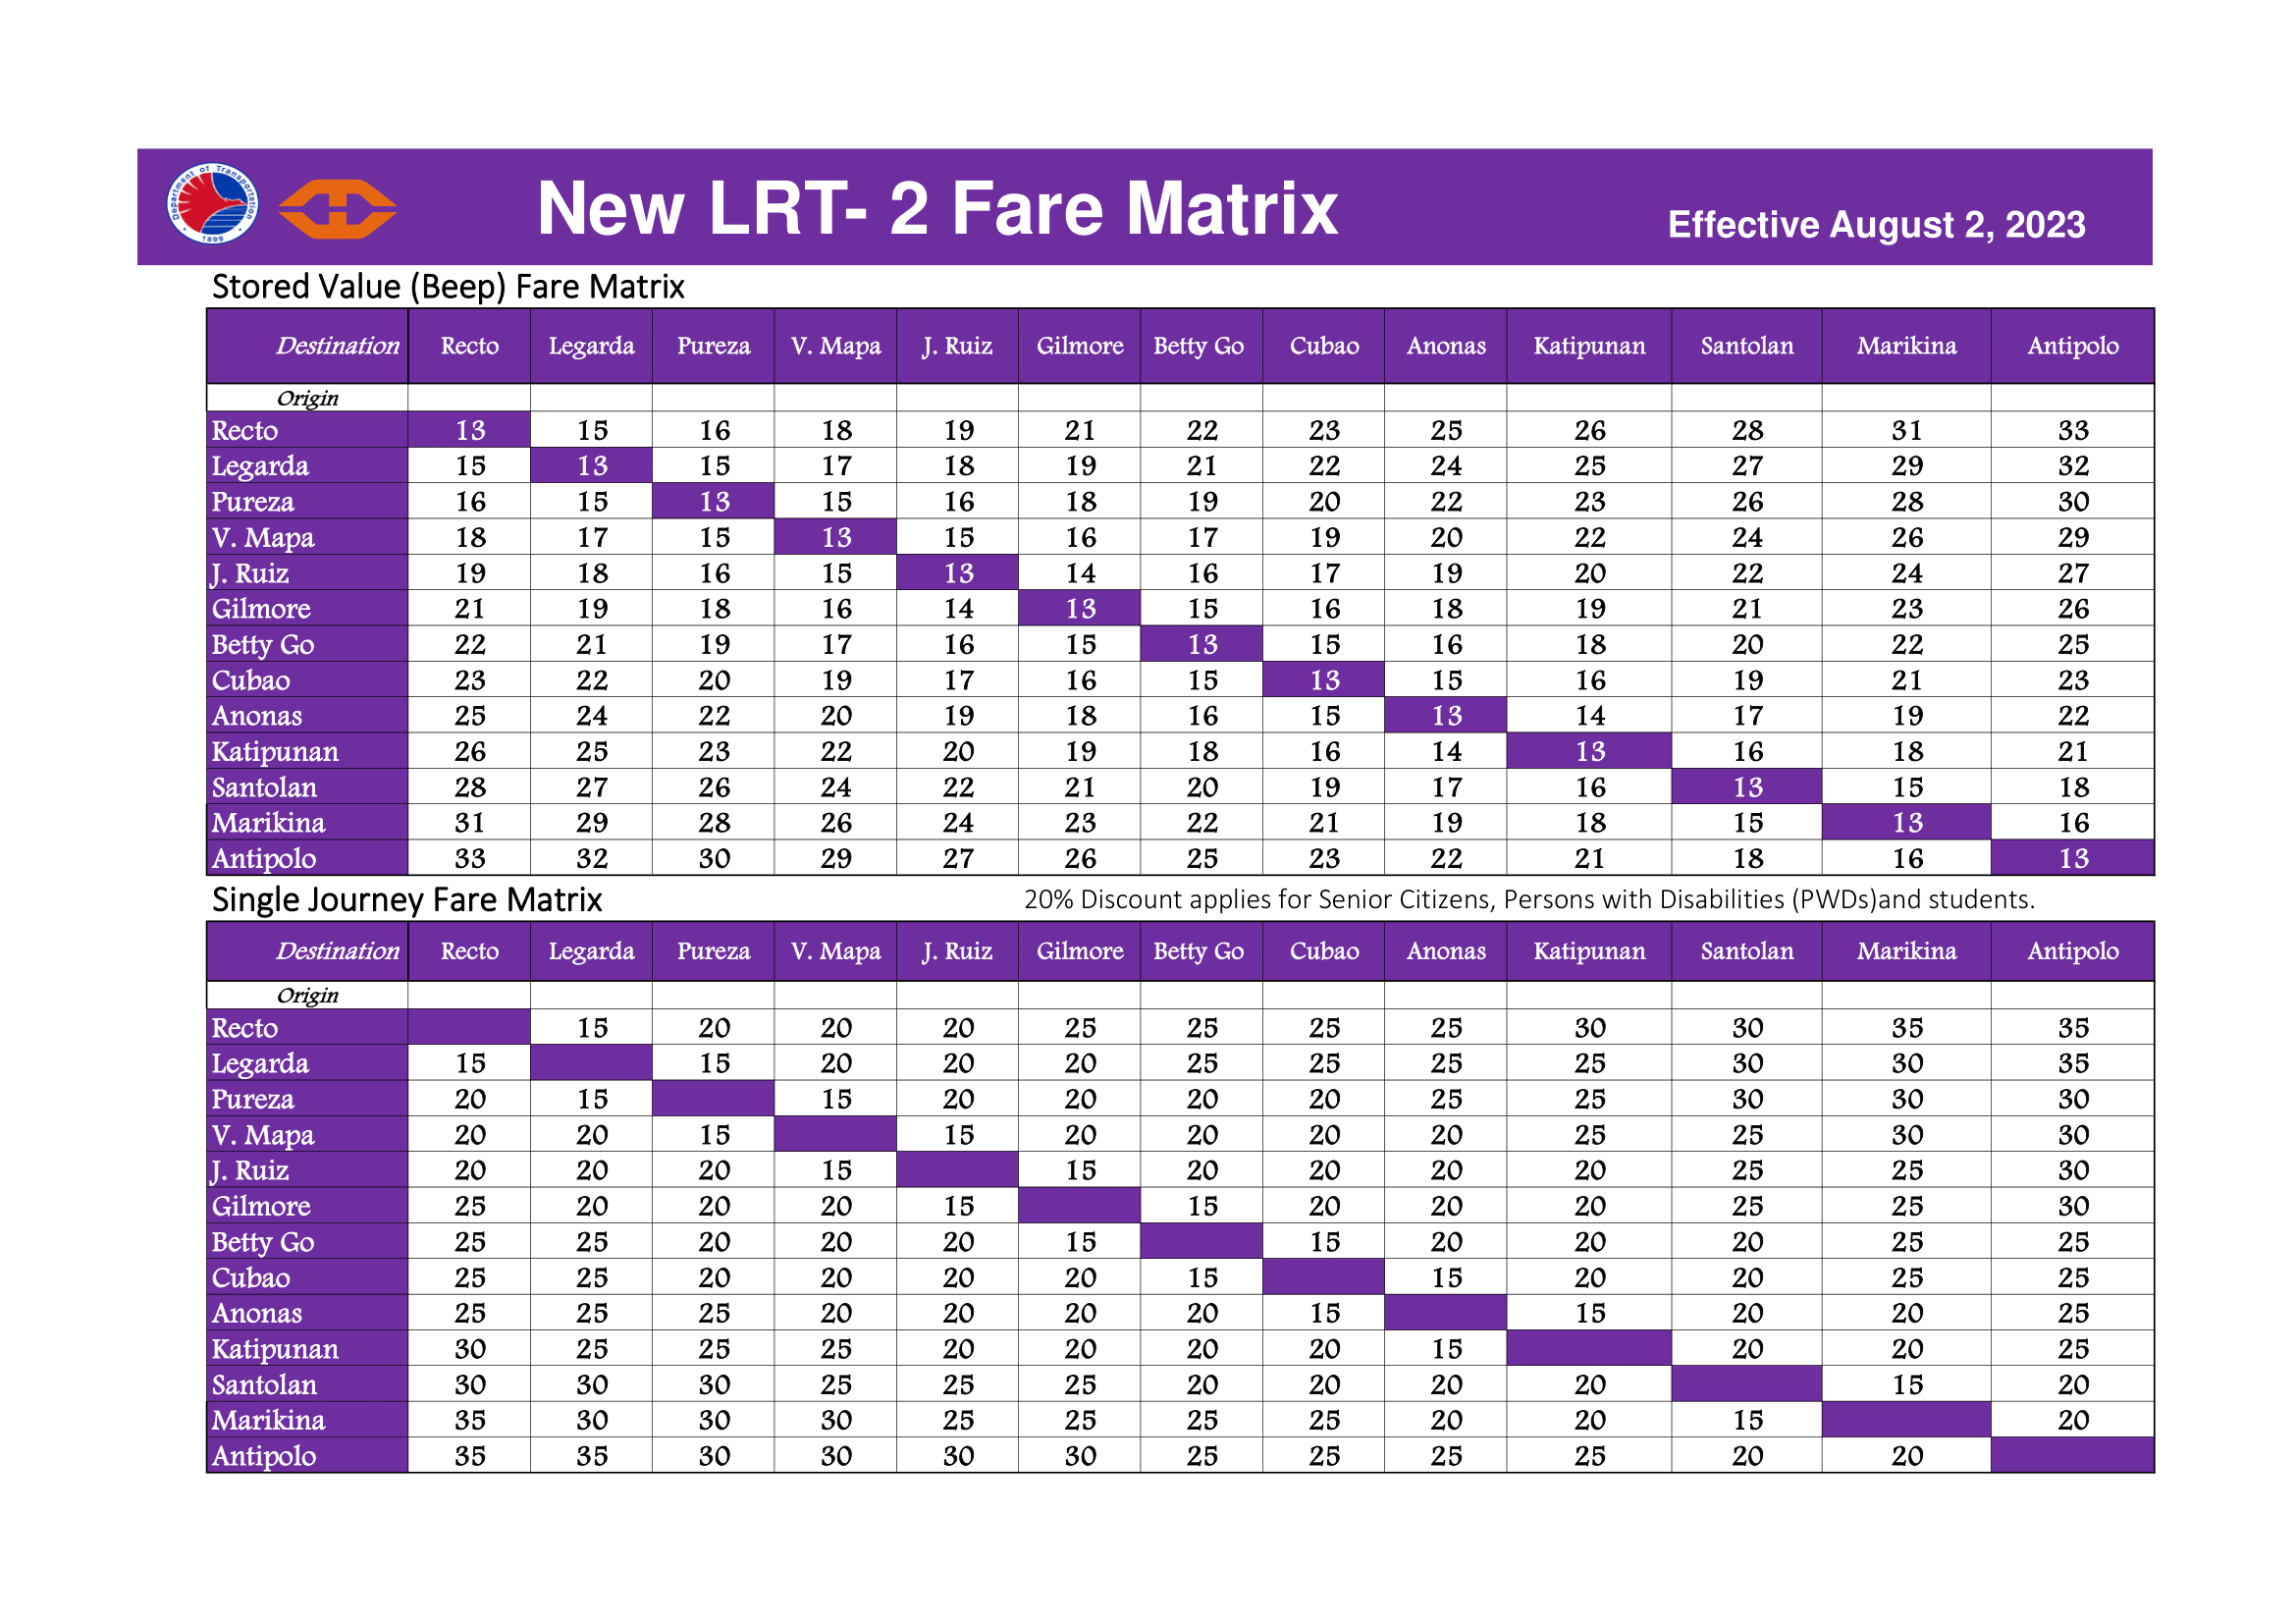 Department of Transportation
1899
New LRT- 2 Fare Matrix
Effective August 2, 2023
Stored Value (Beep) Fare Matrix
Destination Recto Legarda Pureza V. Mapa J. Ruiz Gilmore Betty Go Cubao Anonas Katipunan Santolan Marikina Antipolo
Origin
Recto 13 15 16 18 19 21 22 23 25 26 28 31 33
Legarda 15 13 15 17 18 19 21 22 24 25 27 29 32
Pureza 16 15 13 15 16 18 19 20 22 23 26 28 30
V. Mapa 18 17 15 13 15 16 17 19 20 22 24 26 29
J. Ruiz 19 18 16 15 13 14 16 17 19 20 22 24 27
Gilmore 21 19 18 16 14 13 15 16 18 19 21 23 26
Betty Go 22 21 19 17 16 15 13 15 16 18 20 22 25
Cubao 23 22 20 19 17 16 15 13 15 16 19 21 23
Anonas 25 24 22 20 19 18 16 15 13 14 17 19 22
Katipunan 26 25 23 22 20 19 18 16 14 13 16 18 21
Santolan 28 27 26 24 22 21 20 19 17 16 13 15 18
Marikina 31 29 28 26 24 23 22 21 19 18 15 13 16
Antipolo 33 32 30 29 27 26 25 23 22 21 18 16 13
Single Journey Fare Matrix
20% Discount applies for Senior Citizens, Persons with Disabilities (PWDs)and students.
Destination Recto Legarda Pureza V. Mapa J. Ruiz Gilmore Betty Go Cubao Anonas Katipunan Santolan Marikina Antipolo
Origin
Recto 15 20 20 20 25 25 25 25 30 30 35 35
Legarda 15 15 20 20 20 25 25 25 25 30 30 35
Pureza 20 15 15 20 20 20 20 25 25 30 30 30
V. Mapa 20 20 15 15 20 20 20 20 25 25 30 30
J. Ruiz 20 20 20 15 15 20 20 20 20 25 25 30
Gilmore 25 20 20 20 15 15 20 20 20 25 25 30
Betty Go 25 25 20 20 20 15 15 20 20 20 25 25
Cubao 25 25 20 20 20 20 15 15 20 20 25 25
Anonas 25 25 25 20 20 20 20 15 15 20 20 25
Katipunan 30 25 25 25 20 20 20 20 15 20 20 25
Santolan 30 30 30 25 25 25 20 20 20 20 15 20
Marikina 35 30 30 30 25 25 25 25 20 20 15 20
Antipolo 35 35 30 30 30 30 25 25 25 25 20 20